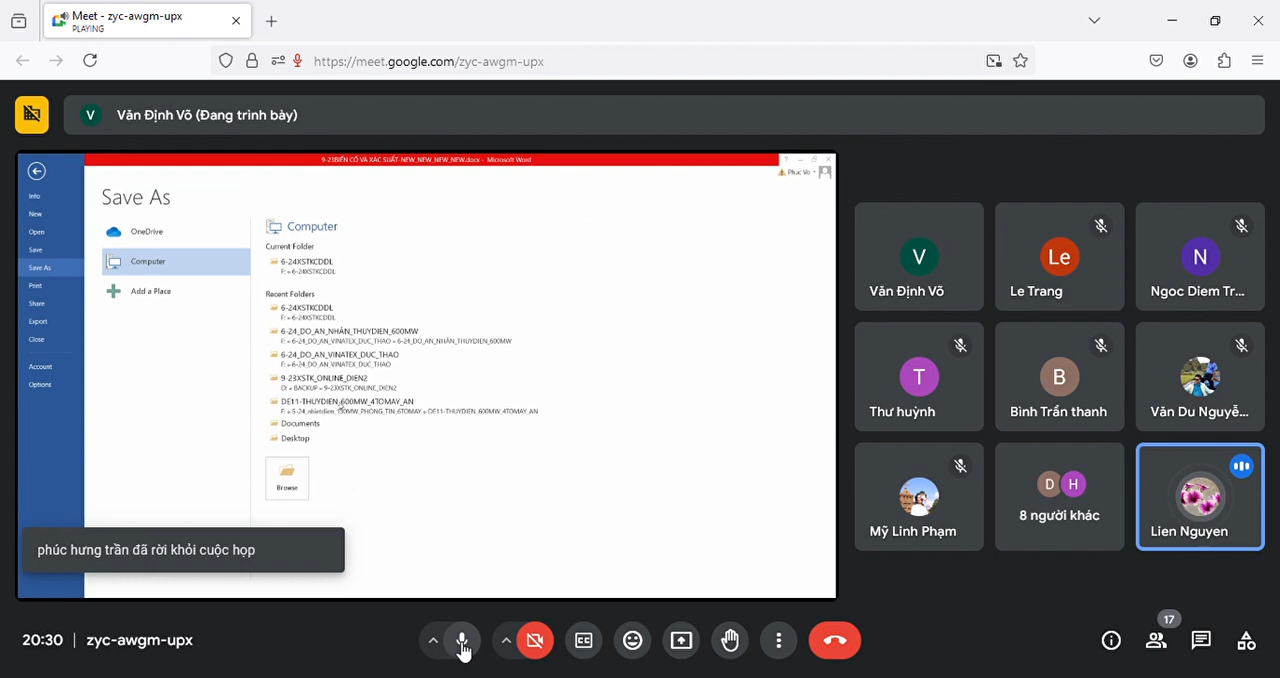 Meet - zyc-awgm-upx
PLAYING
https://meet.google.com/zyc-awgm-upx
V Văn Định Võ (Đang trình bày)
9-23BIẾN CỐ VÀ XÁC SUẤT-NEW_NEW_NEW_NEW.docx - Microsoft Word
Phuc Vo
Info
New
Open
Save
Save As
Print
Share
Export
Close
Account
Options
Save As
OneDrive
Computer
Add a Place
Computer
Current Folder
6-24XSTKCDDL
F: » 6-24XSTKCDDL
Recent Folders
6-24XSTKCDDL
F: » 6-24XSTKCDDL
6-24_DO_AN_NHÂN_THUYDIEN_600MW
F: » 6-24_DO_AN_VINATEX_DUC_THAO » 6-24_DO_AN_NHÂN_THUYDIEN_600MW
6-24_DO_AN_VINATEX_DUC_THAO
F: » 6-24_DO_AN_VINATEX_DUC_THAO
9-23XSTK_ONLINE_DIEN2
D: » BACKUP » 9-23XSTK_ONLINE_DIEN2
DE11-THUYDIEN_600MW_4TOMAY_AN
Documents
Desktop
Browse
phúc hưng trần đã rời khỏi cuộc họp
V
Văn Định Võ
Le
Le Trang
N
Ngoc Diem Tr...
T
Thư huỳnh
B
Bình Trần thanh
Văn Du Nguyễ...
Mỹ Linh Phạm
D H
8 người khác
Lien Nguyen
20:30 | zyc-awgm-upx
17